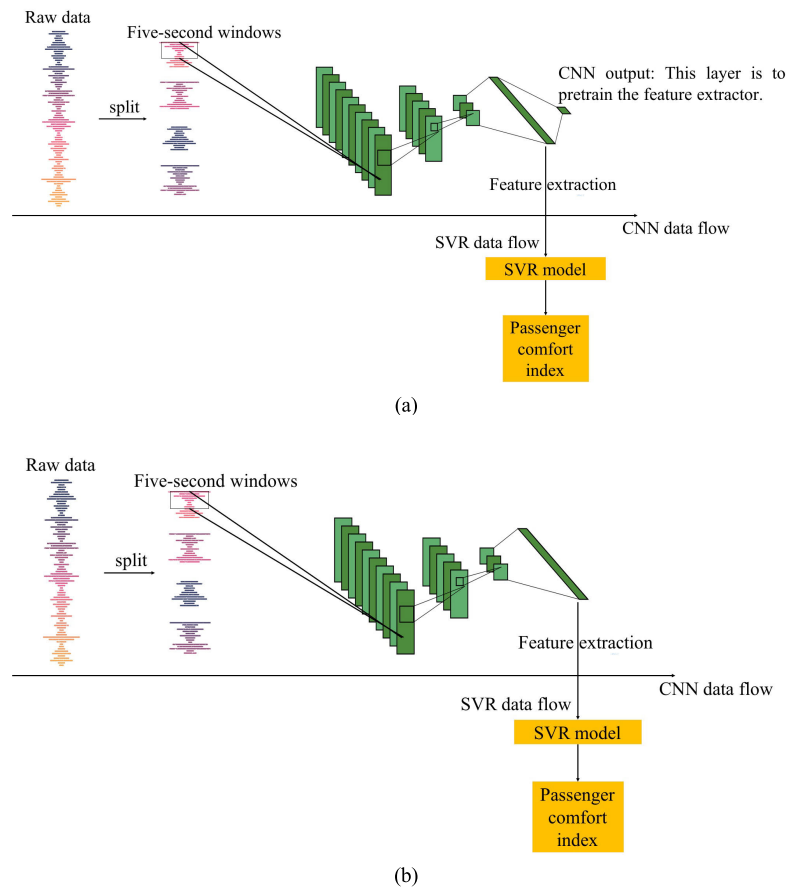 Raw data
Five-second windows
split
CNN output: This layer is to
pretrain the feature extractor.
Feature extraction
CNN data flow
SVR data flow
SVR model
Passenger
comfort
index
(a)
Raw data
Five-second windows
split
Feature extraction
CNN data flow
SVR data flow
SVR model
Passenger
comfort
index
(b)